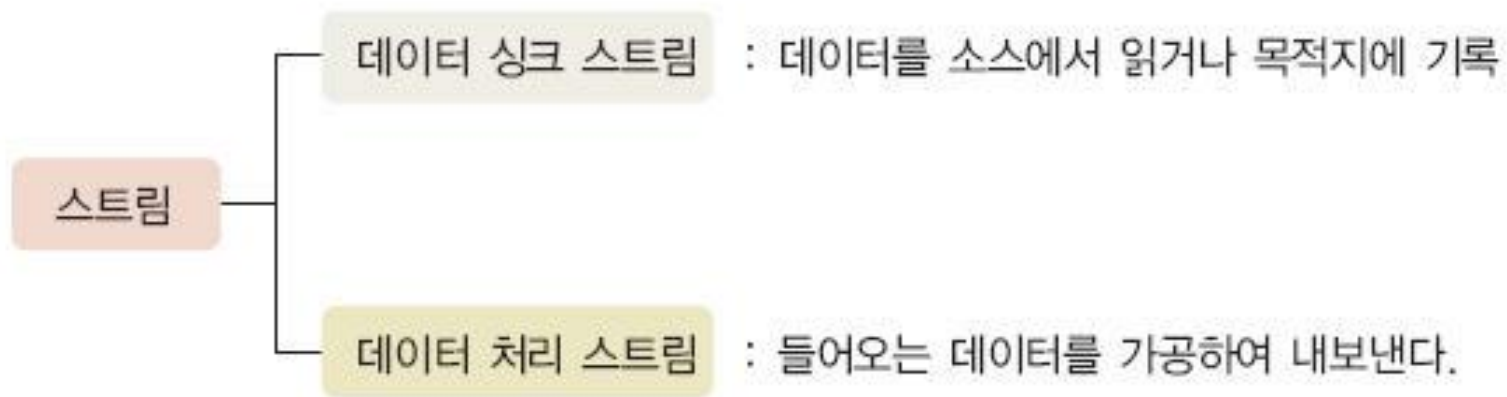 데이터 싱크 스트림 : 데이터를 소스에서 읽거나 목적지에 기록
스트림
데이터 처리 스트림 : 들어오는 데이터를 가공하여 내보낸다.